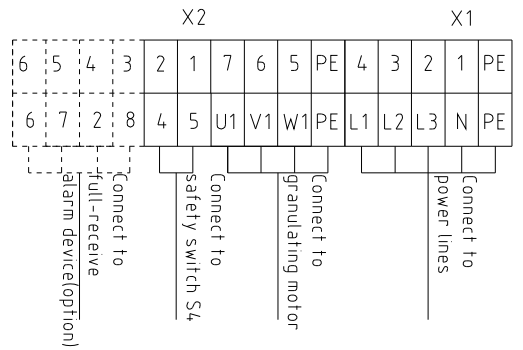 X2 X1
6 5 4 3 2 1 7 6 5 PE 4 3 2 1 PE
6 7 2 8 4 5 U1 V1 W1 PE L1 L2 L3 N PE
Connect to
full-receive
alarm device(option)
Connect to
safety switch S4
Connect to
granulating motor
Connect to
power lines